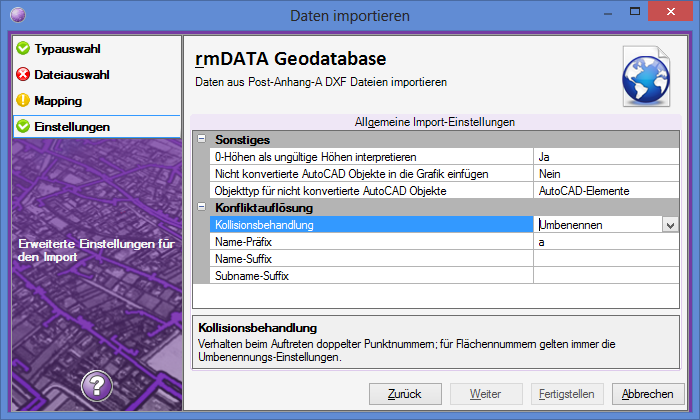 Daten importieren
Typauswahl
Dateiauswahl
Mapping
Einstellungen
Erweiterte Einstellungen für
den Import
?
rmDATA Geodatabase
Daten aus Post-Anhang-A DXF Dateien importieren
Allgemeine Import-Einstellungen
Sonstiges
0-Höhen als ungültige Höhen interpretieren Ja
Nicht konvertierte AutoCAD Objekte in die Grafik einfügen Nein
Objekttyp für nicht konvertierte AutoCAD Objekte AutoCAD-Elemente
Konfliktauflösung
Kollisionsbehandlung Umbenennen
Name-Präfix a
Name-Suffix
Subname-Suffix
Kollisionsbehandlung
Verhalten beim Auftreten doppelter Punktnummern; für Flächennummern gelten immer die
Umbenennungs-Einstellungen.
Zurück Weiter Fertigstellen Abbrechen